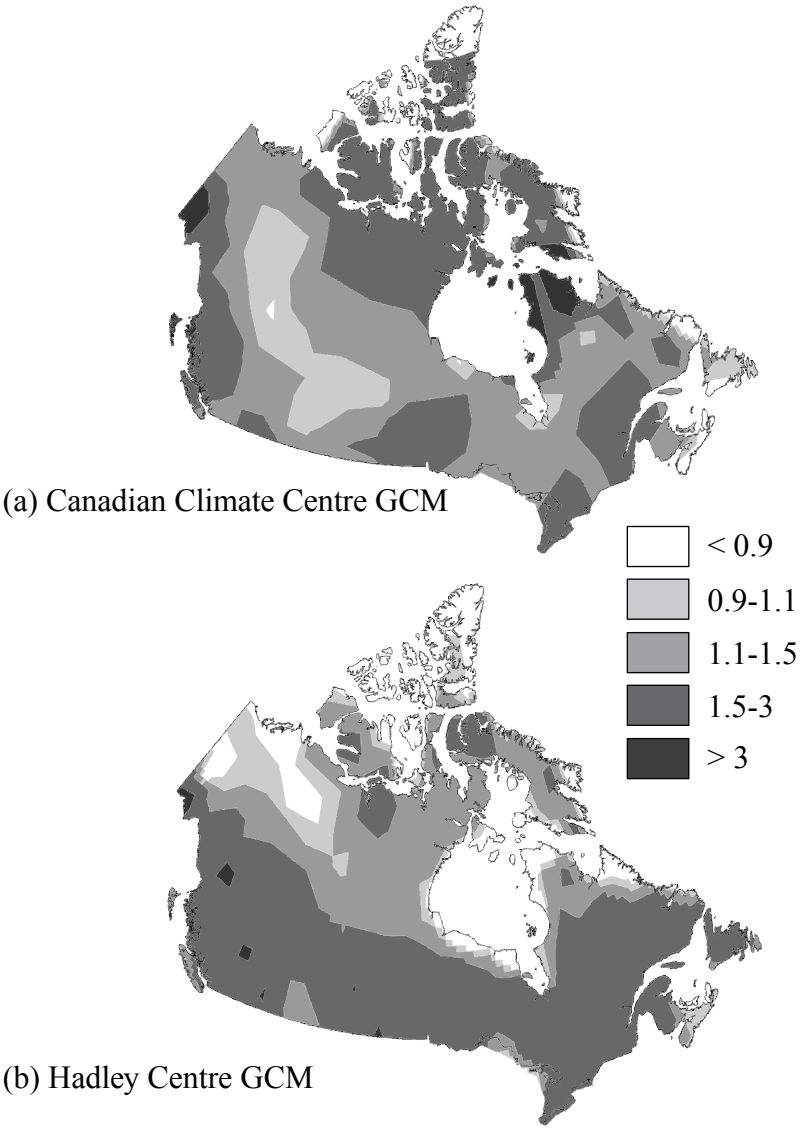 (a) Canadian Climate Centre GCM
< 0.9
0.9-1.1
1.1-1.5
1.5-3
> 3
(b) Hadley Centre GCM